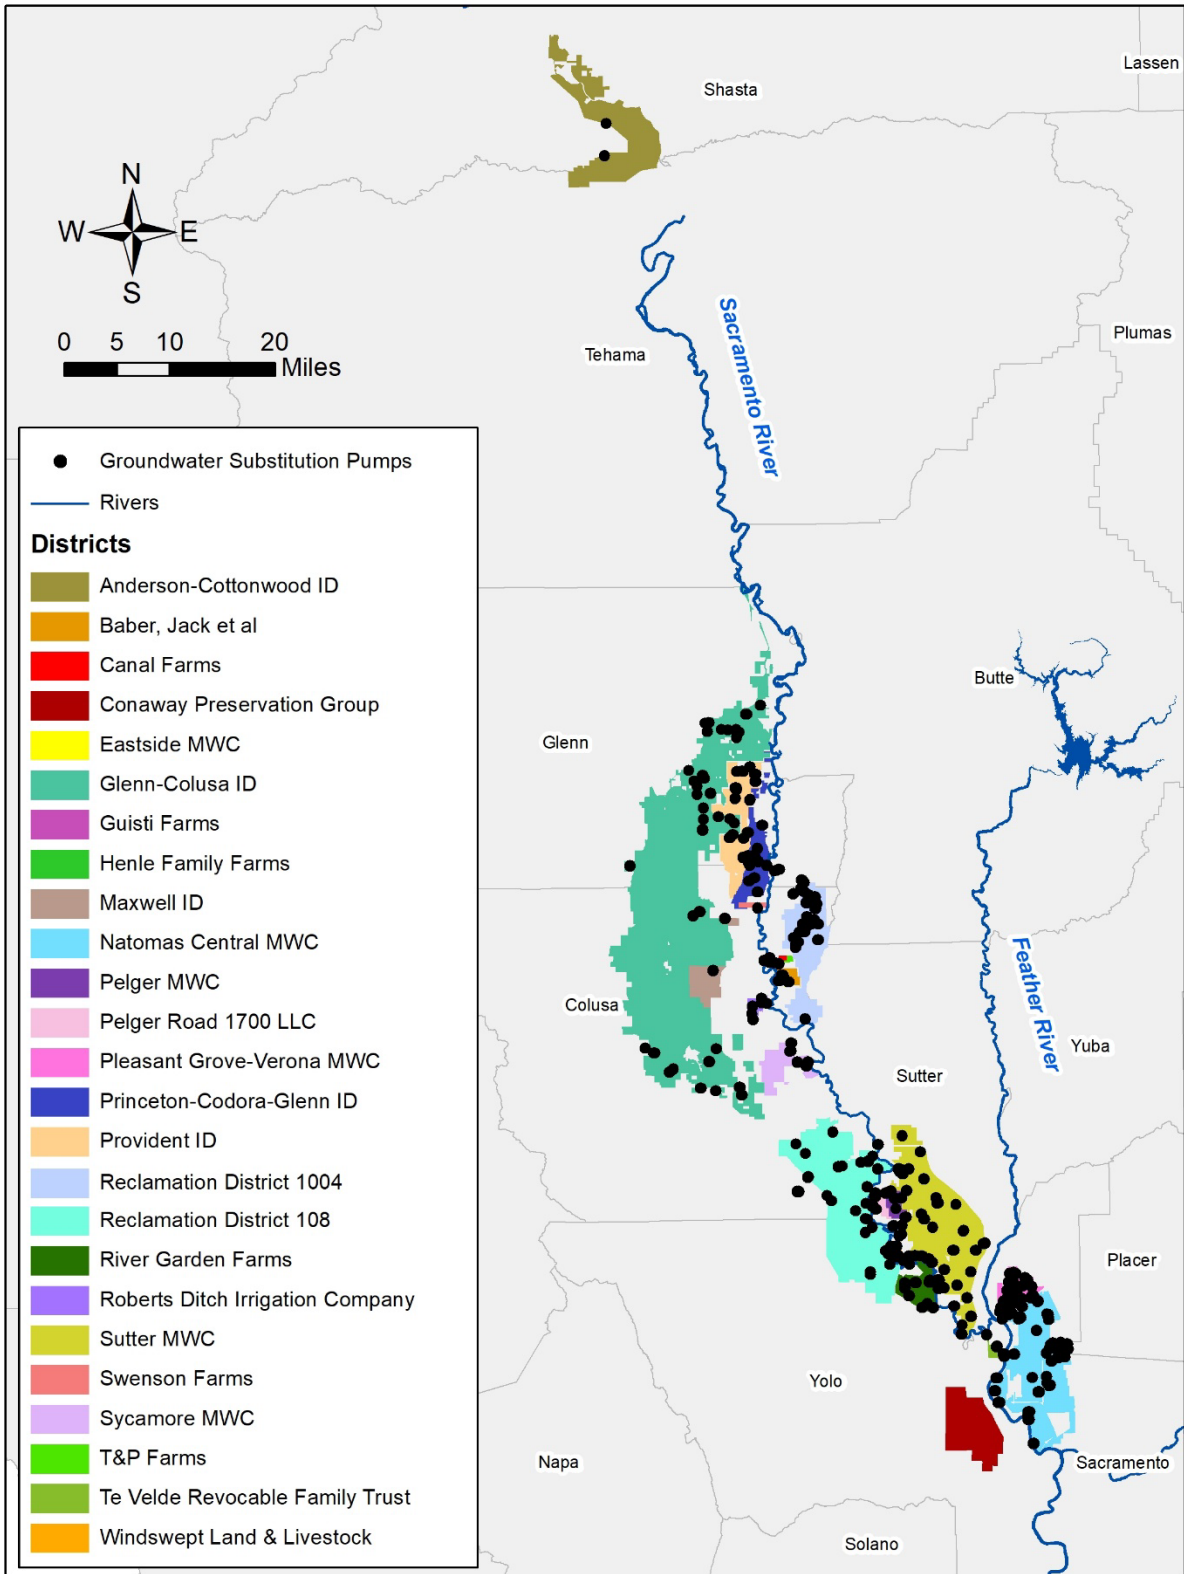 Lassen
Shasta
N
W E
S
0 5 10 20
Miles
Plumas
Tehama
Sacramento River
Groundwater Substitution Pumps
Rivers
Districts
Anderson-Cottonwood ID
Baber, Jack et al
Canal Farms
Conaway Preservation Group
Eastside MWC
Glenn-Colusa ID
Guisti Farms
Henle Family Farms
Maxwell ID
Natomas Central MWC
Pelger MWC
Pelger Road 1700 LLC
Pleasant Grove-Verona MWC
Princeton-Codora-Glenn ID
Provident ID
Reclamation District 1004
Reclamation District 108
River Garden Farms
Roberts Ditch Irrigation Company
Sutter MWC
Swenson Farms
Sycamore MWC
T&P Farms
Te Velde Revocable Family Trust
Windswept Land & Livestock
Butte
Glenn
Feather River
Colusa
Yuba
Sutter
Placer
Yolo
Napa
Sacramento
Solano